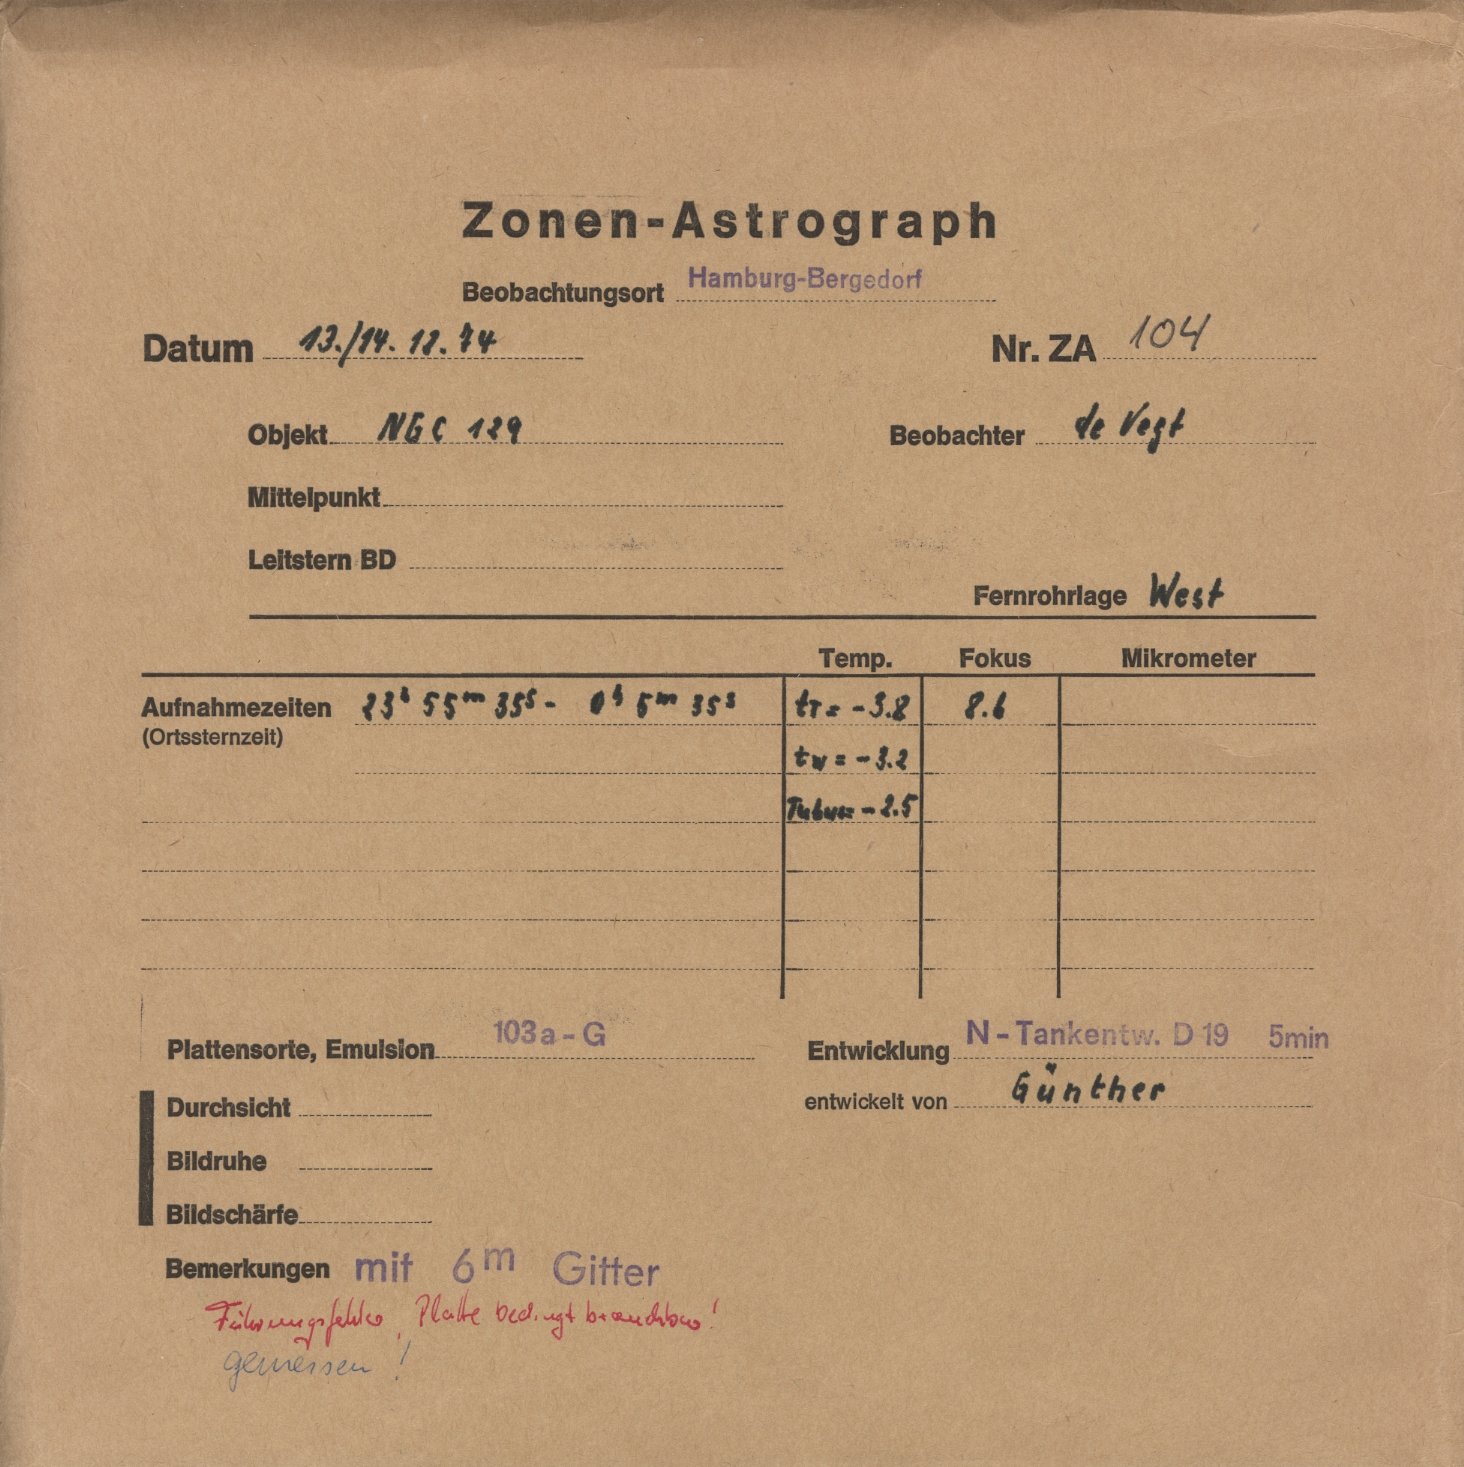 Zonen-Astrograph
Beobachtungsort Hamburg-Bergedorf
Datum 13./14. 12. 74 Nr. ZA 104
Objekt NGC 129 Beobachter de Vegt
Mittelpunkt
Leitstern BD
Fernrohrlage West
Temp. Fokus Mikrometer
Aufnahmezeiten 23h 55m 35s - 0h 5m 35s tr = -3.8 8.6
(Ortssternzeit)
tw = -3.2
Tubus = -2.5
Plattensorte, Emulsion 103a-G Entwicklung N-Tankentw. D 19 5min
Durchsicht entwickelt von Günther
Bildruhe
Bildschärfe
Bemerkungen mit 6m Gitter
Führungsfehler, Platte bedingt brauchbar!
gemessen!